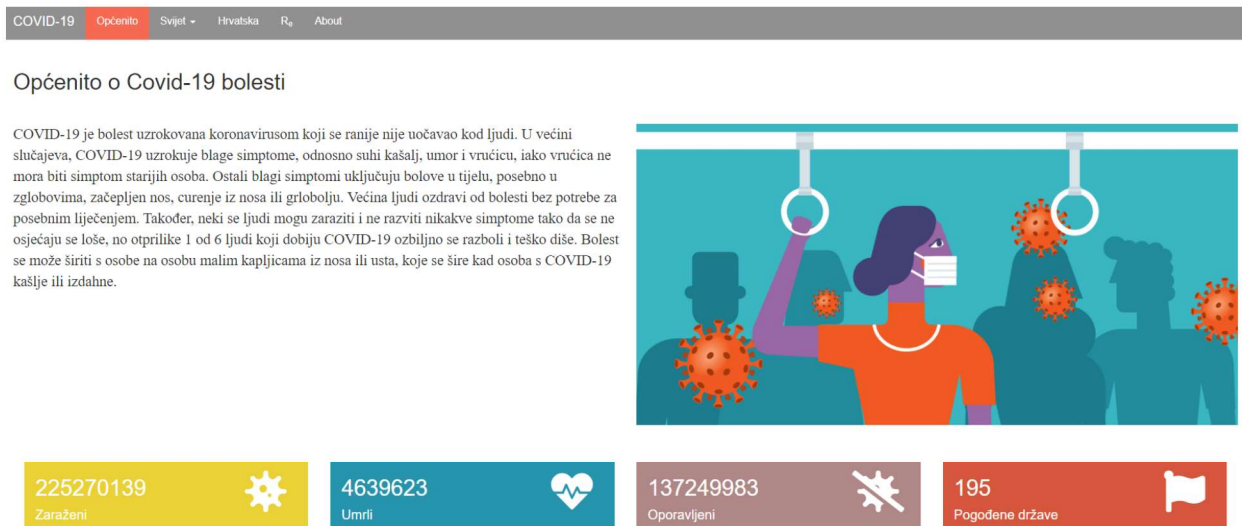 COVID-19 Općenito Svijet Hrvatska Re About
Općenito o Covid-19 bolesti
COVID-19 je bolest uzrokovana koronavirusom koji se ranije nije uočavao kod ljudi. U većini
slučajeva, COVID-19 uzrokuje blage simptome, odnosno suhi kašalj, umor i vrućicu, iako vrućica ne
mora biti simptom starijih osoba. Ostali blagi simptomi uključuju bolove u tijelu, posebno u
zglobovima, začepljen nos, curenje iz nosa ili grlobolju. Većina ljudi ozdravi od bolesti bez potrebe za
posebnim liječenjem. Također, neki se ljudi mogu zaraziti i ne razviti nikakve simptome tako da se ne
osjećaju se loše, no otprilike 1 od 6 ljudi koji dobiju COVID-19 ozbiljno se razboli i teško diše. Bolest
se može širiti s osobe na osobu malim kapljicama iz nosa ili usta, koje se šire kad osoba s COVID-19
kašlje ili izdahne.
225270139
Zaraženi
4639623
Umrli
137249983
Oporavljeni
195
Pogođene države